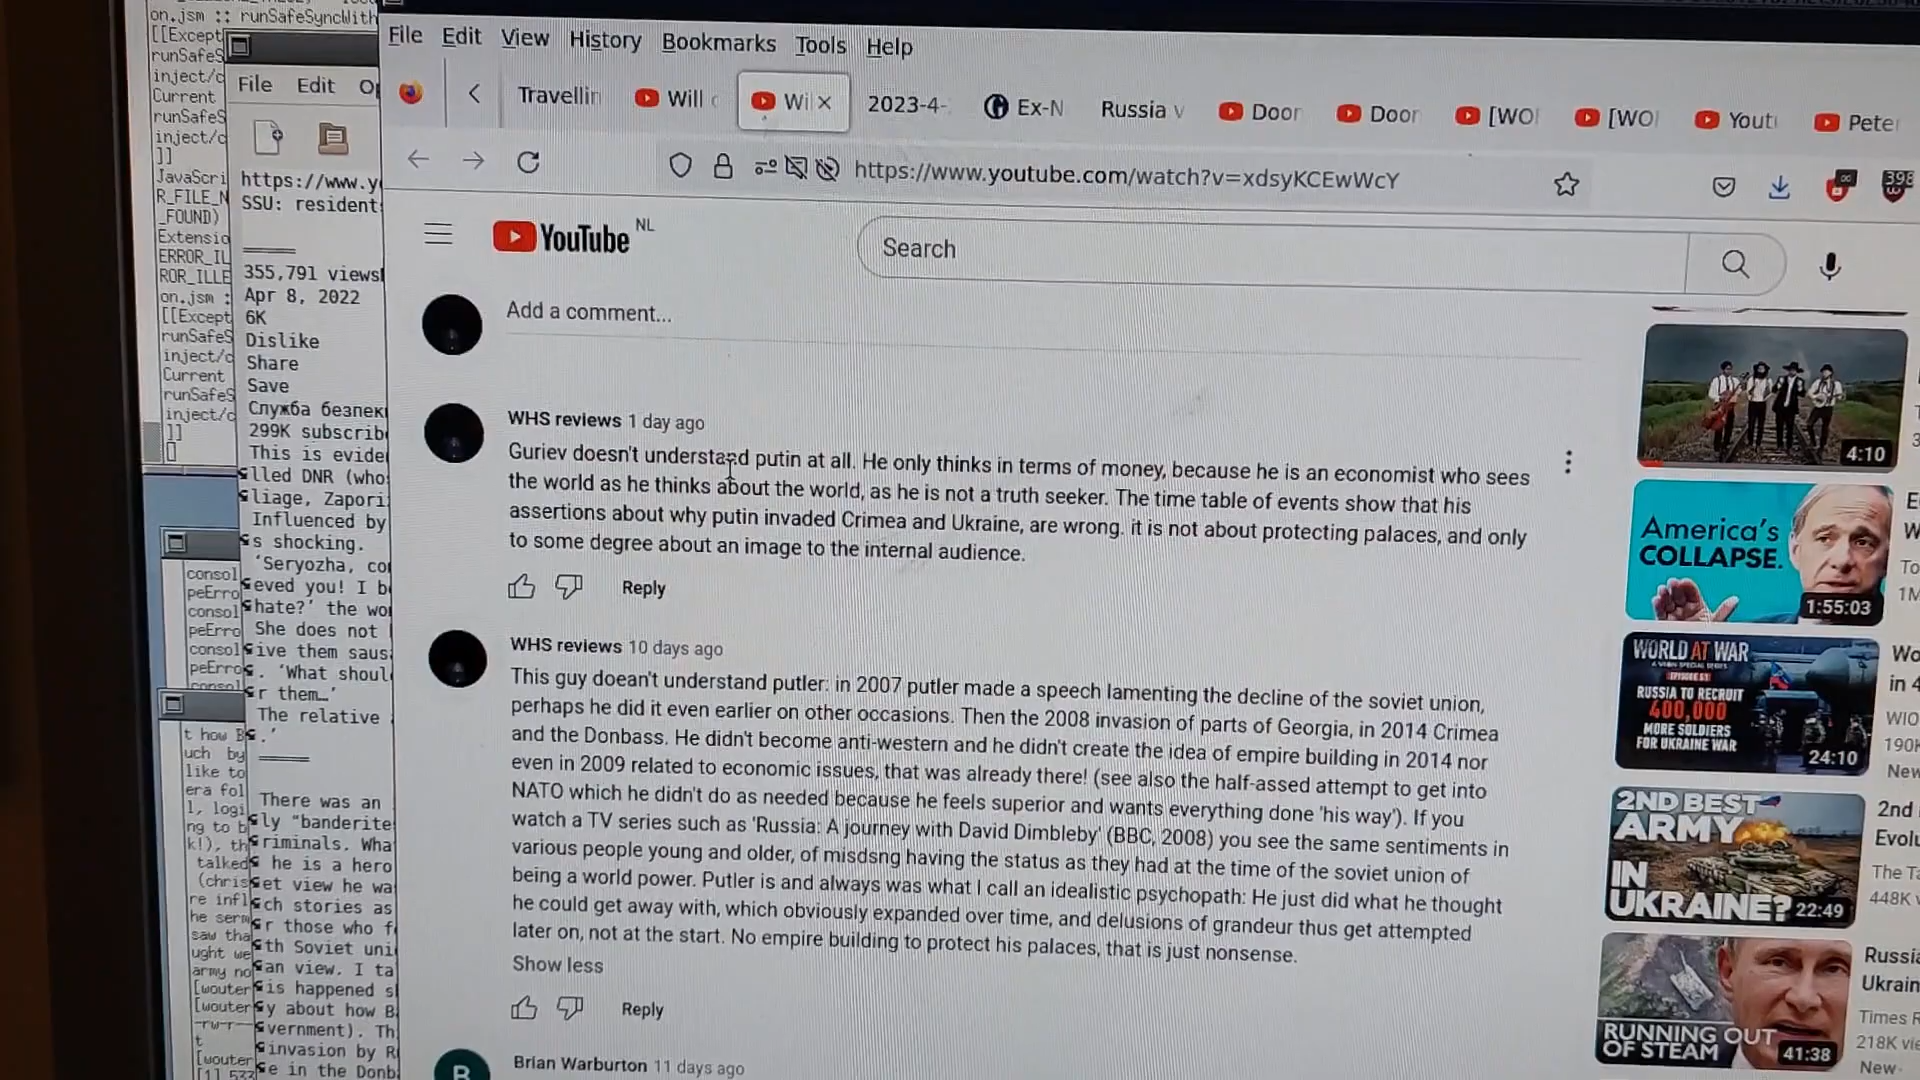 on.jsm :: runSafeSyncWith
[[Except
runSafeS
inject/c
Current
runSafeS
inject/c
]]
JavaScri
R_FILE_N
_FOUND)
Extensio
ERROR_IL
ROR_ILLE
on.jsm :
[[Except
runSafeS
inject/c
Current
runSafeS
inject/c
]]
File Edit
https://www.y
SSU: resident
355,791 views
Apr 8, 2022
6K
Dislike
Share
Save
Служба безпек
299K subscrib
This is evide
lled DNR (who
liage, Zapori
Influenced by
s shocking.
‘Seryozha, co
eved you! I b
hate?’ the wo
She does not
ive them saus
. ‘What shoul
r them…’
The relative
.’
There was an
ly "banderite
riminals. Wha
he is a hero
et view he wa
ch stories as
r those who f
th Soviet uni
an view. I ta
is happened s
y about how B
vernment). Th
invasion by R
e in the Donb
consol
peErro
consol
peErro
consol
peErro
t how B
uch by
like to
era fol
l, logi
ng to b
k!), th
talked
(chris
re infl
he serm
saw tha
ught we
army no
[wouter
[wouter
-rw-r--
t
[wouter
File Edit View History Bookmarks Tools Help
Travellin
Will
Wi
2023-4-
Ex-N
Russia v
Door
Door
[WO
[WO
Yout
Peter
https://www.youtube.com/watch?v=xdsyKCEwWcY
398
YouTube NL
Search
Add a comment...
WHS reviews 1 day ago
Guriev doesn't understand putin at all. He only thinks in terms of money, because he is an economist who sees
the world as he thinks about the world, as he is not a truth seeker. The time table of events show that his
assertions about why putin invaded Crimea and Ukraine, are wrong. it is not about protecting palaces, and only
to some degree about an image to the internal audience.
Reply
WHS reviews 10 days ago
This guy doean't understand putler: in 2007 putler made a speech lamenting the decline of the soviet union,
perhaps he did it even earlier on other occasions. Then the 2008 invasion of parts of Georgia, in 2014 Crimea
and the Donbass. He didn't become anti-western and he didn't create the idea of empire building in 2014 nor
even in 2009 related to economic issues, that was already there! (see also the half-assed attempt to get into
NATO which he didn't do as needed because he feels superior and wants everything done 'his way'). If you
watch a TV series such as 'Russia: A journey with David Dimbleby' (BBC, 2008) you see the same sentiments in
various people young and older, of misdsng having the status as they had at the time of the soviet union of
being a world power. Putler is and always was what I call an idealistic psychopath: He just did what he thought
he could get away with, which obviously expanded over time, and delusions of grandeur thus get attempted
later on, not at the start. No empire building to protect his palaces, that is just nonsense.
Show less
Reply
B
Brian Warburton 11 days ago
4:10
America's
COLLAPSE.
1:55:03
To
1M
WORLD AT WAR
RUSSIA TO RECRUIT
400,000
MORE SOLDIERS
FOR UKRAINE WAR
24:10
Wo
in 4
WIO
190K
New
2ND BEST
ARMY
IN
UKRAINE?
22:49
2nd
Evolu
The Ta
448K v
RUNNING OUT
OF STEAM
41:38
Russia
Ukrain
Times R
218K vie
New